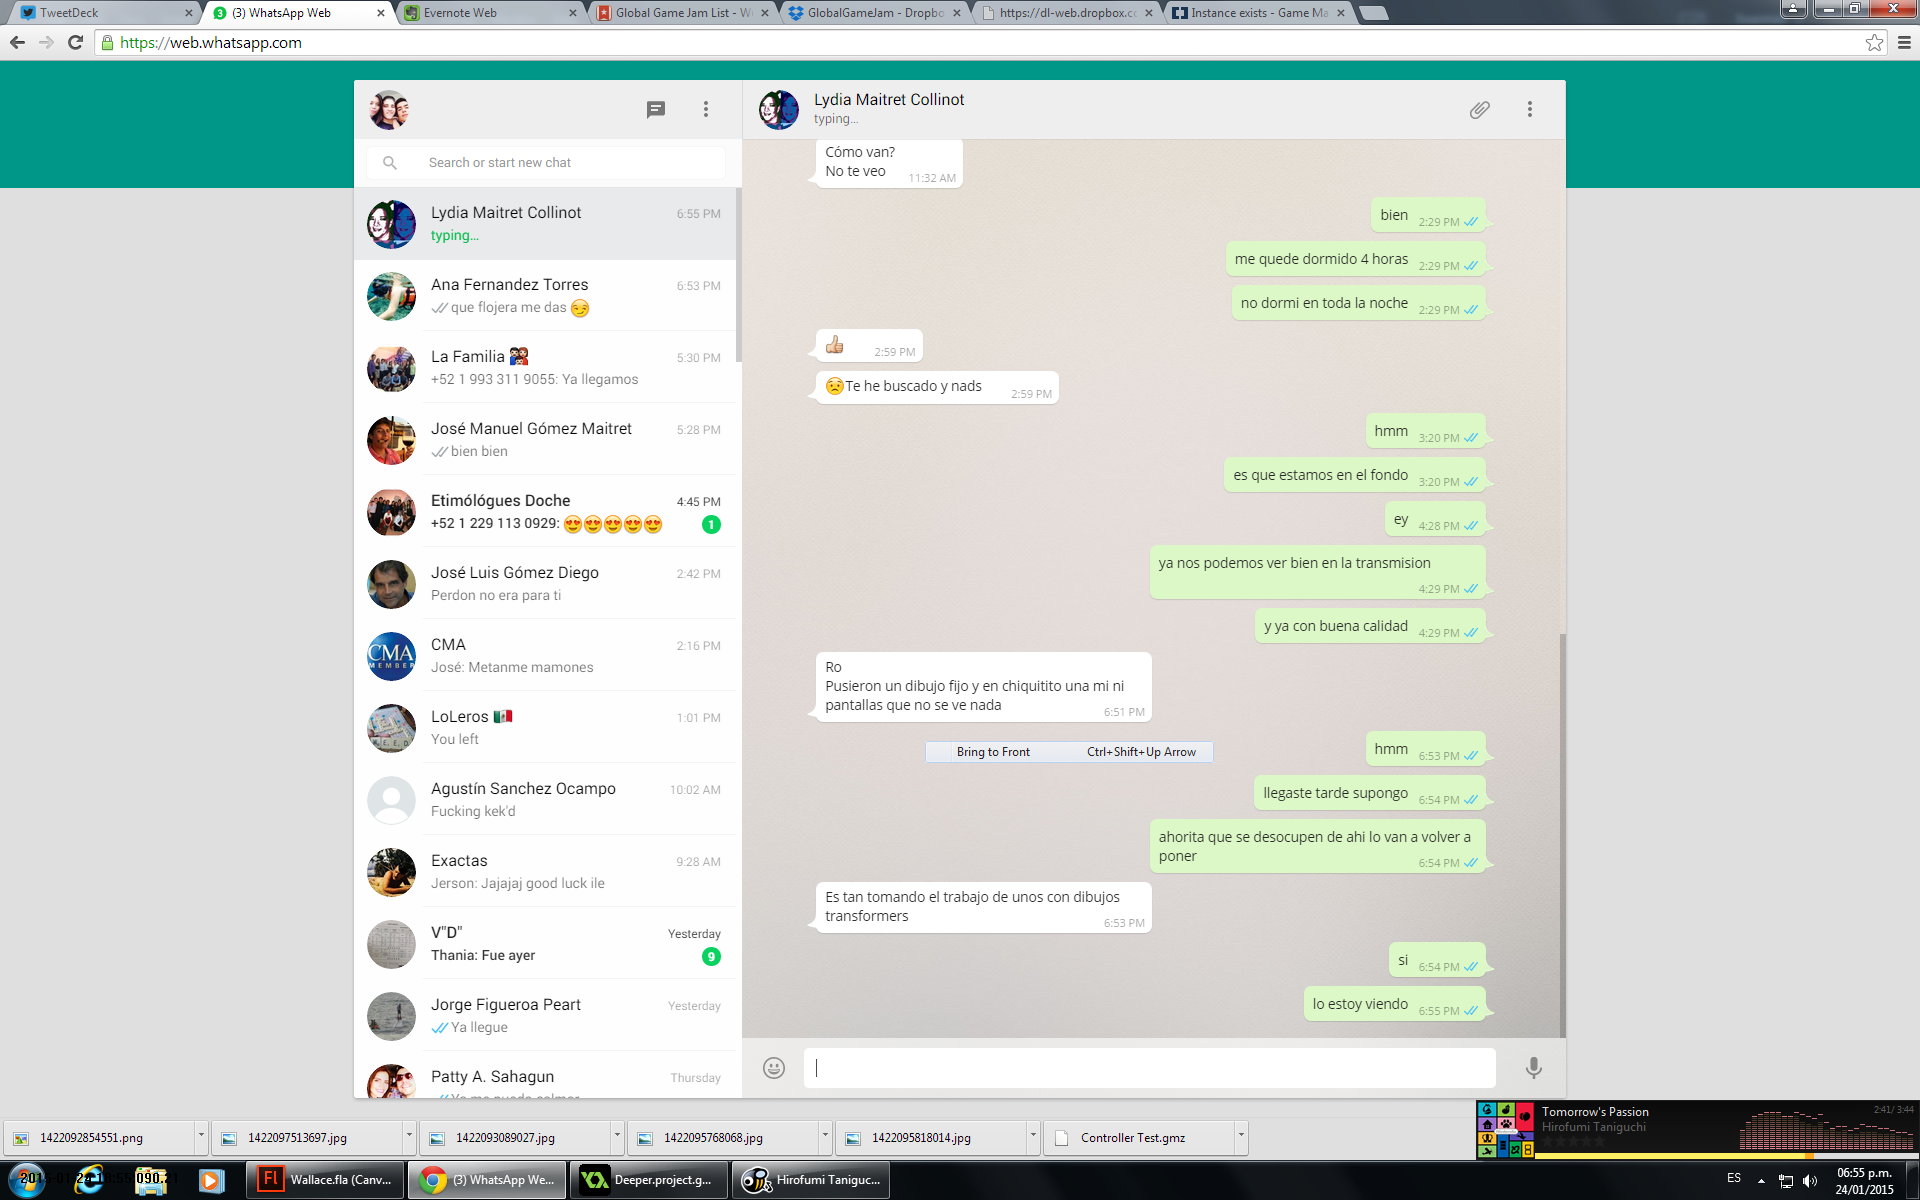 TweetDeck
(3) WhatsApp Web
Evernote Web
Global Game Jam List - W
GlobalGameJam - Dropbo
https://dl-web.dropbox.co
Instance exists - Game Ma
https://web.whatsapp.com
Search or start new chat
Lydia Maitret Collinot 6:55 PM
typing...
Ana Fernandez Torres 6:53 PM
que flojera me das 😏
La Familia 5:30 PM
+52 1 993 311 9055: Ya llegamos
José Manuel Gómez Maitret 5:28 PM
bien bien
Etimólógues Doche 4:45 PM
+52 1 229 113 0929: 😍😍😍😍😍 1
José Luis Gómez Diego 2:42 PM
Perdon no era para ti
CMA 2:16 PM
José: Metanme mamones
LoLeros 🇲🇽 1:01 PM
You left
Agustín Sanchez Ocampo 10:02 AM
Fucking kek'd
Exactas 9:28 AM
Jerson: Jajajaj good luck ile
V"D" Yesterday
Thania: Fue ayer 9
Jorge Figueroa Peart Yesterday
Ya llegue
Patty A. Sahagun Thursday
CMA
MEMBER
Lydia Maitret Collinot
typing...
Cómo van?
No te veo 11:32 AM
bien 2:29 PM
me quede dormido 4 horas 2:29 PM
no dormi en toda la noche 2:29 PM
👍 2:59 PM
😟Te he buscado y nads 2:59 PM
hmm 3:20 PM
es que estamos en el fondo 3:20 PM
ey 4:28 PM
ya nos podemos ver bien en la transmision
4:29 PM
y ya con buena calidad 4:29 PM
Ro
Pusieron un dibujo fijo y en chiquitito una mi ni
pantallas que no se ve nada 6:51 PM
Bring to Front Ctrl+Shift+Up Arrow
hmm 6:53 PM
llegaste tarde supongo 6:54 PM
ahorita que se desocupen de ahi lo van a volver a
poner 6:54 PM
Es tan tomando el trabajo de unos con dibujos
transformers 6:53 PM
si 6:54 PM
lo estoy viendo 6:55 PM
1422092854551.png
1422097513697.jpg
1422093089027.jpg
1422095768068.jpg
1422095818014.jpg
Controller Test.gmz
Tomorrow's Passion 2:41/ 3:44
Hirofumi Taniguchi
Fl
Wallace.fla (Canv...
(3) WhatsApp We...
Deeper.project.g...
Hirofumi Taniguc...
ES
06:55 p.m.
24/01/2015